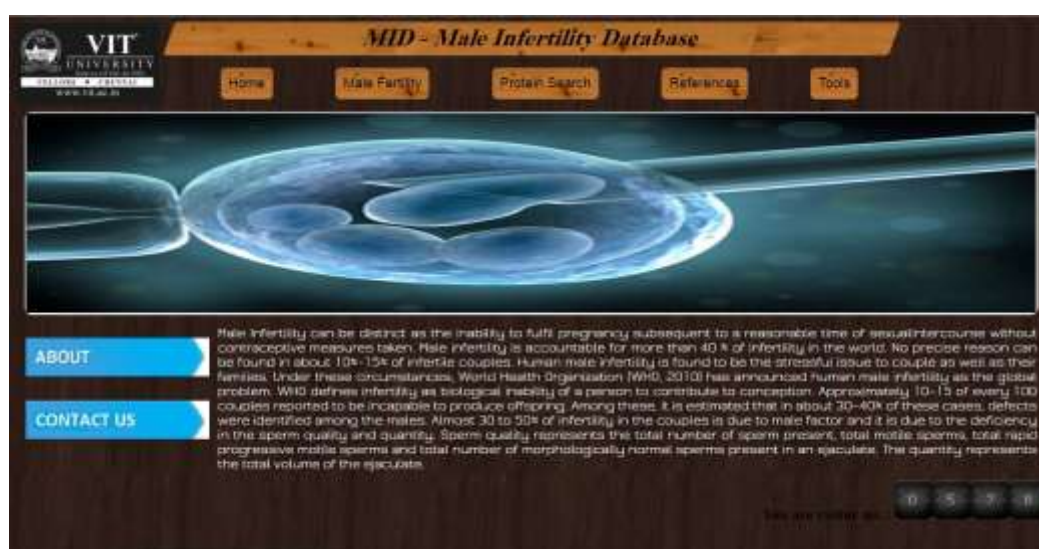 VIT
UNIVERSITY
VELLORE • CHENNAI
www.vit.ac.in
MID - Male Infertility Database
Home
Male Fertility
Protein Search
References
Tools
ABOUT
CONTACT US
Male Infertility can be distinct as the inability to fulfil pregnancy subsequent to a reasonable time of sexualintercourse without
contraceptive measures taken. Male infertility is accountable for more than 40 % of infertility in the world. No precise reason can
be found in about 10%-15% of infertile couples. Human male infertility is found to be the stressful issue to couple as well as their
families. Under these circumstances, World Health Organisation (WHO, 2010) has announced human male infertility as the global
problem. WHO defines infertility as biological inability of a person to contribute to conception. Approximately 10-15 of every 100
couples reported to be incapable to produce offspring. Among these, it is estimated that in about 30-40% of these cases, defects
were identified among the males. Almost 30 to 50% of infertility in the couples is due to male factor and it is due to the deficiency
in the sperm quality and quantity. Sperm quality represents the total number of sperm present, total motile sperms, total rapid
progressive motile sperms and total number of morphologically normal sperms present in an ejaculate. The quantity represents
the total volume of the ejaculate.
0 5 7 8